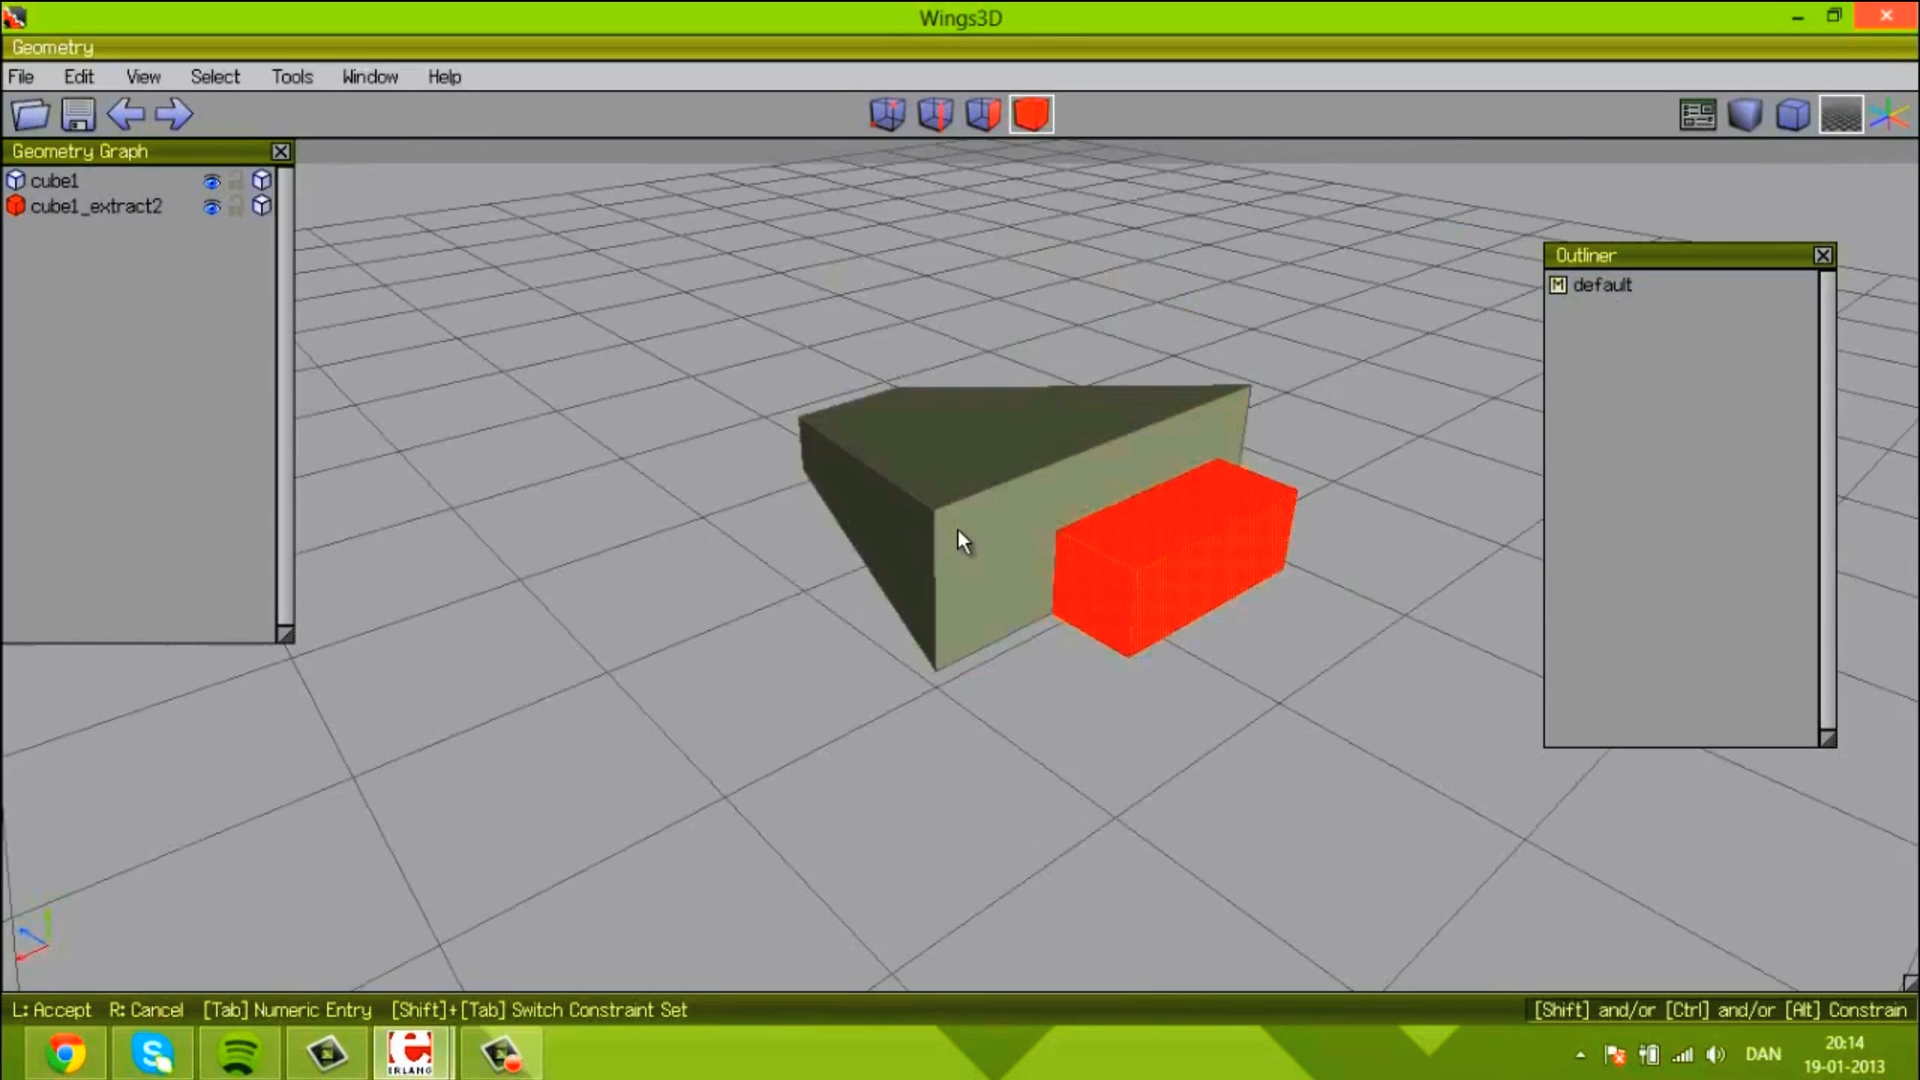 Wings3D
Geometry
File Edit View Select Tools Window Help
Geometry Graph
cube1
cube1_extract2
Outliner
M default
L: Accept R: Cancel [Tab] Numeric Entry [Shift]+[Tab] Switch Constraint Set
[Shift] and/or [Ctrl] and/or [Alt] Constrain
ERLANG
DAN
20:14
19-01-2013